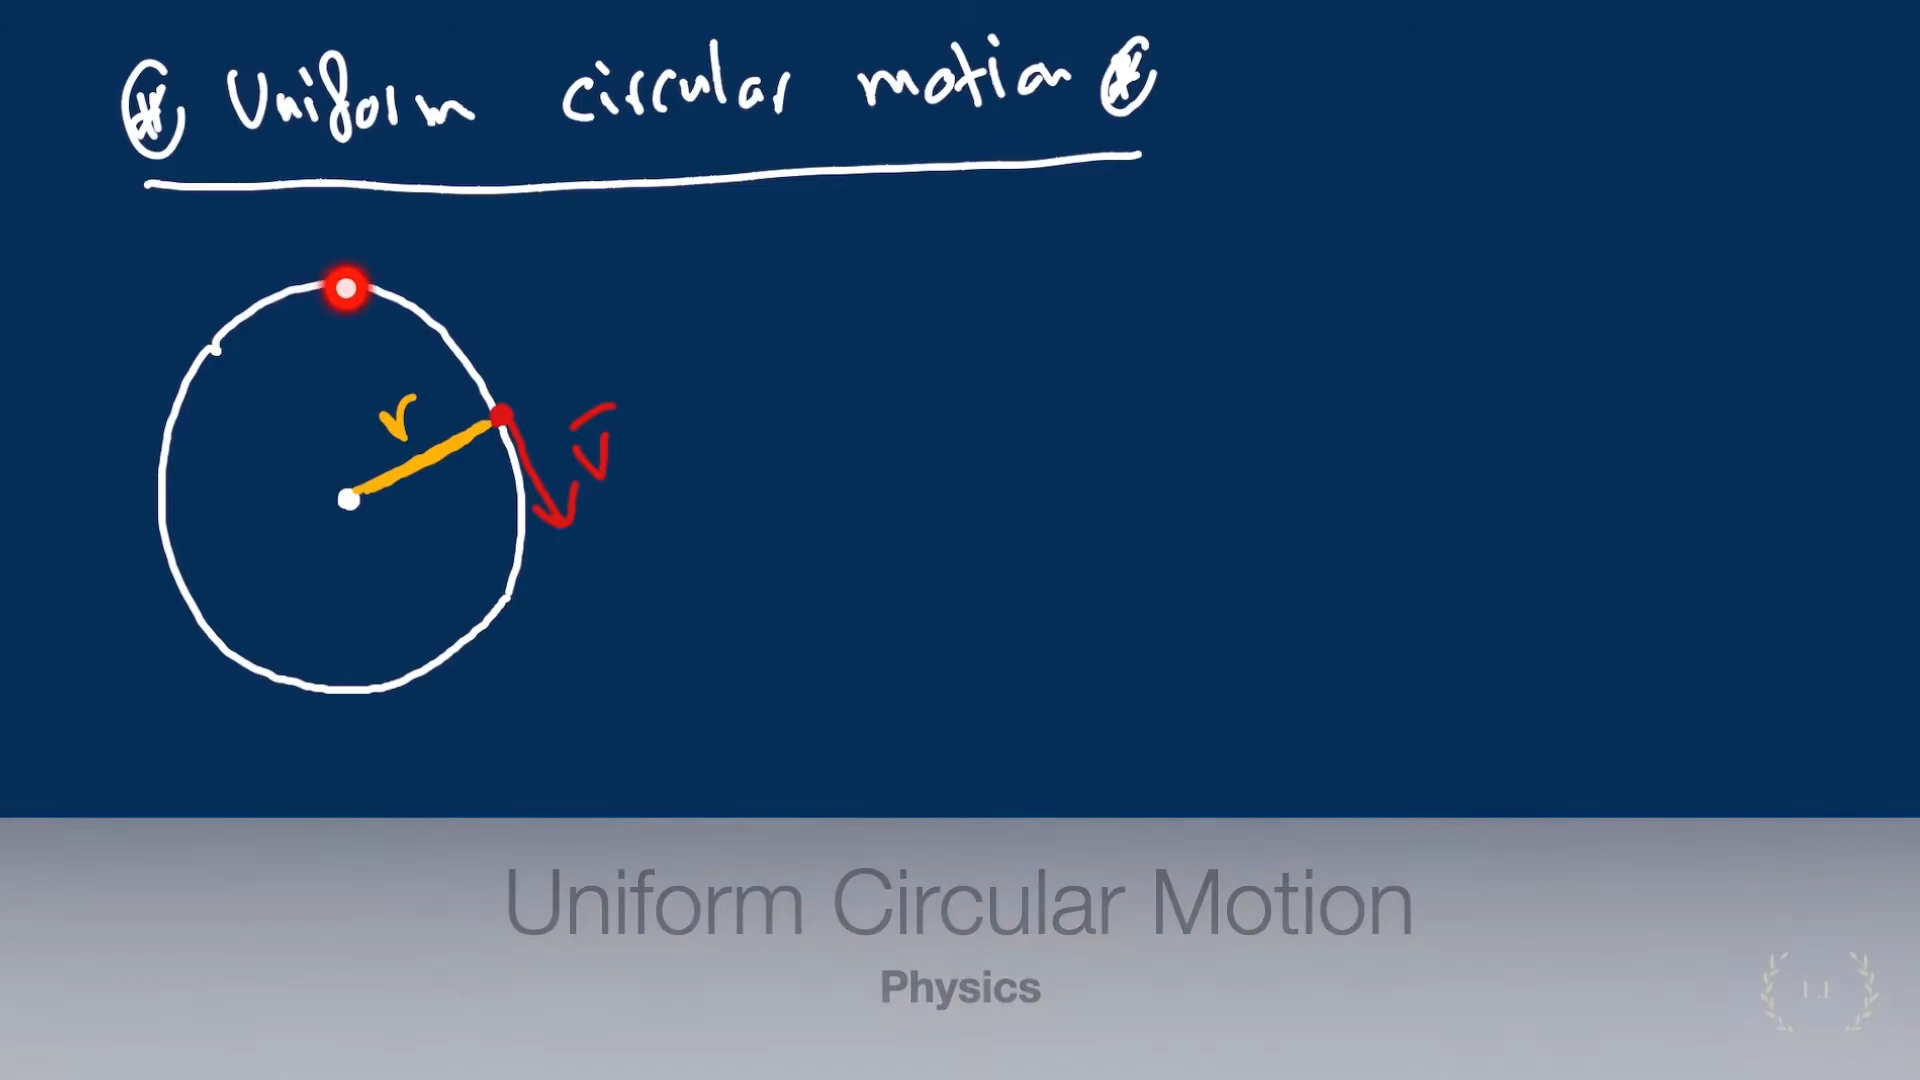 Uniform circular motion
r
v
Uniform Circular Motion
Physics